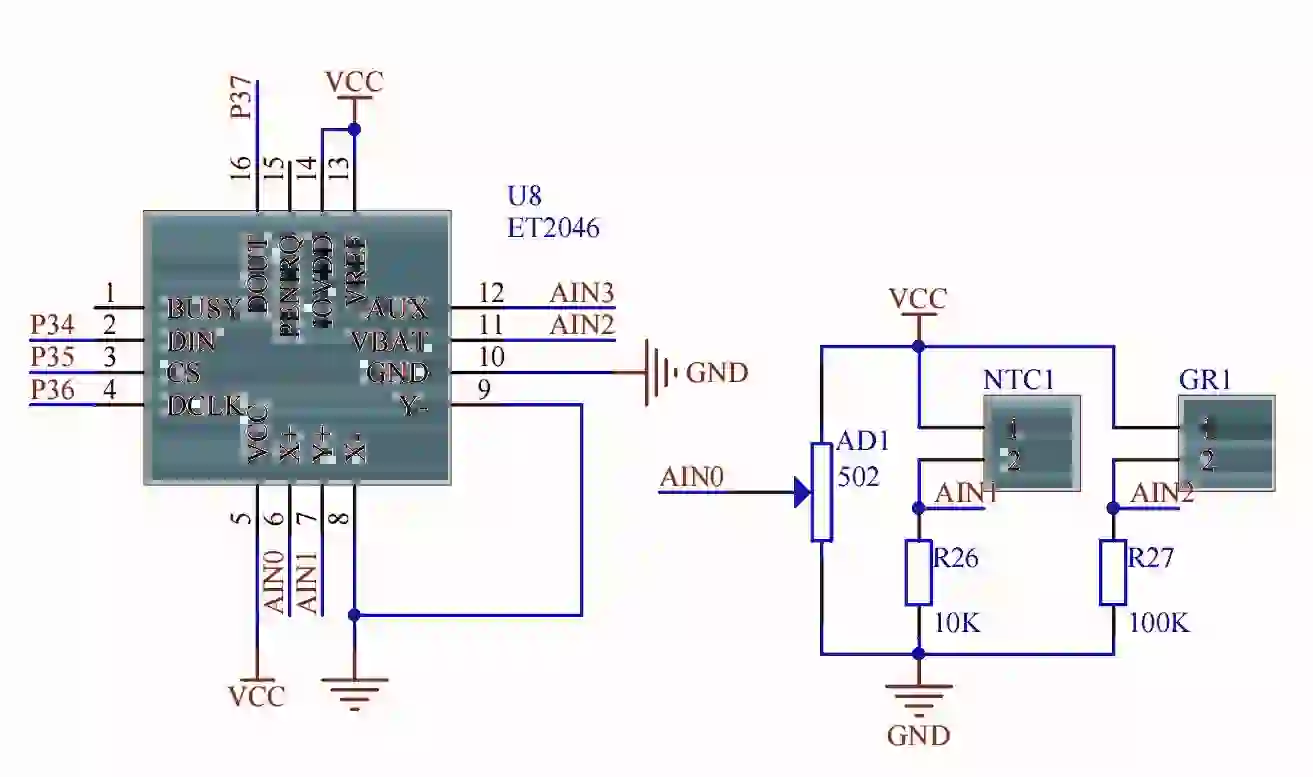 P37
VCC
16
15
14
13
U8
ET2046
DOUT
PENIRQ
IOVDD
VREF
1 BUSY
P34 2 DIN
P35 3 CS
P36 4 DCLK
AUX 12 AIN3
VBAT 11 AIN2
GND 10 GND
Y- 9
VCC
X+
Y+
X-
5
6
7
8
AIN0
AIN1
VCC
VCC
NTC1
GR1
1
2
1
2
AD1
502
AIN0
AIN1
AIN2
R26
10K
R27
100K
GND